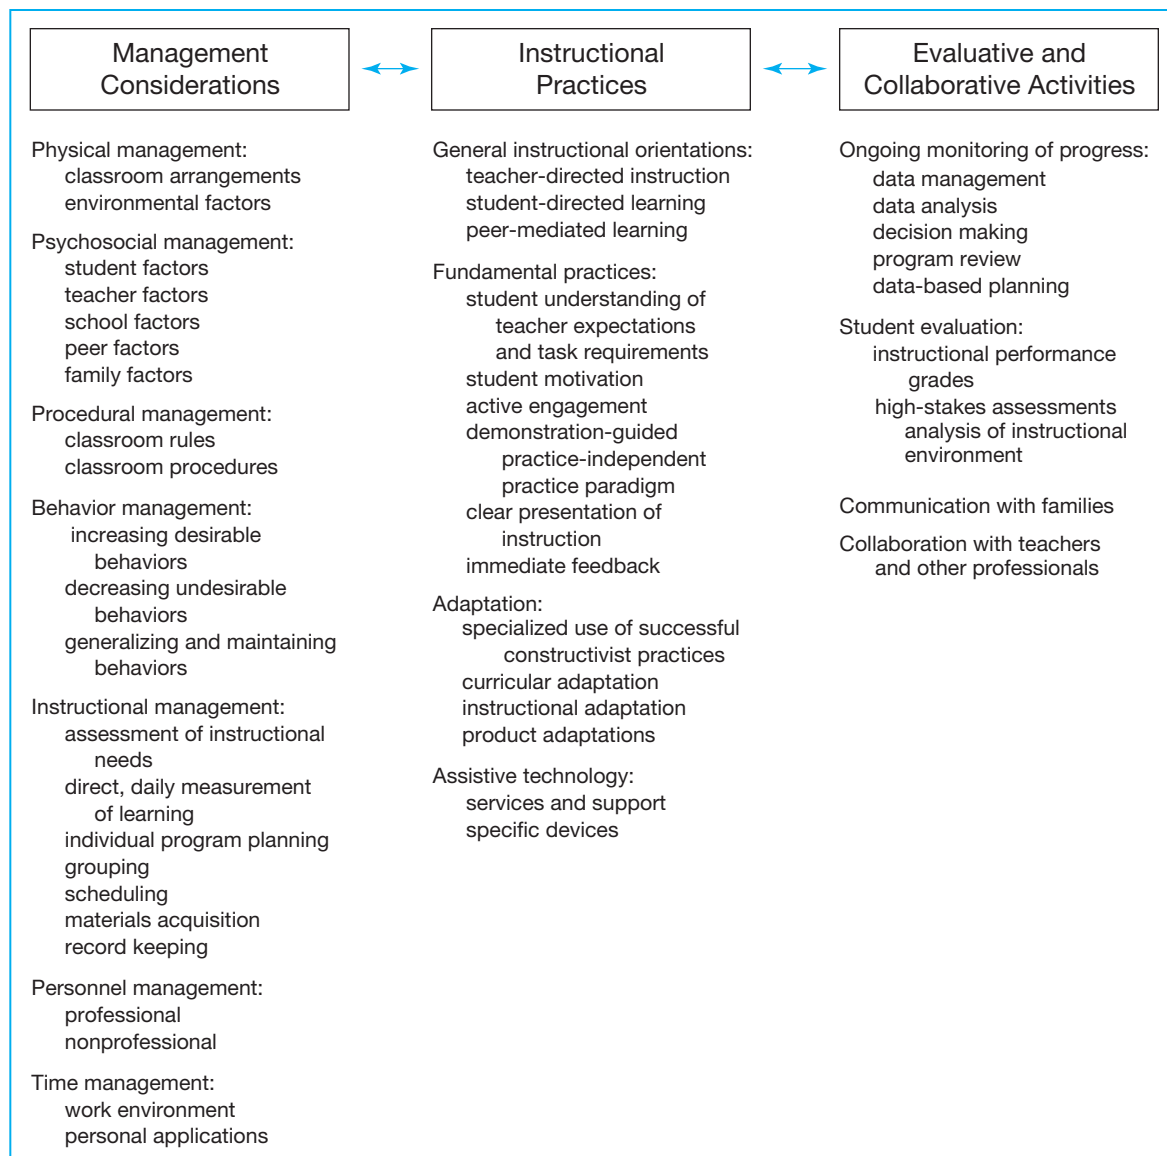 Management
Considerations
Instructional
Practices
Evaluative and
Collaborative Activities
Physical management:
classroom arrangements
environmental factors
Psychosocial management:
student factors
teacher factors
school factors
peer factors
family factors
Procedural management:
classroom rules
classroom procedures
Behavior management:
increasing desirable
behaviors
decreasing undesirable
behaviors
generalizing and maintaining
behaviors
Instructional management:
assessment of instructional
needs
direct, daily measurement
of learning
individual program planning
grouping
scheduling
materials acquisition
record keeping
Personnel management:
professional
nonprofessional
Time management:
work environment
personal applications
General instructional orientations:
teacher-directed instruction
student-directed learning
peer-mediated learning
Fundamental practices:
student understanding of
teacher expectations
and task requirements
student motivation
active engagement
demonstration-guided
practice-independent
practice paradigm
clear presentation of
instruction
immediate feedback
Adaptation:
specialized use of successful
constructivist practices
curricular adaptation
instructional adaptation
product adaptations
Assistive technology:
services and support
specific devices
Ongoing monitoring of progress:
data management
data analysis
decision making
program review
data-based planning
Student evaluation:
instructional performance
grades
high-stakes assessments
analysis of instructional
environment
Communication with families
Collaboration with teachers
and other professionals